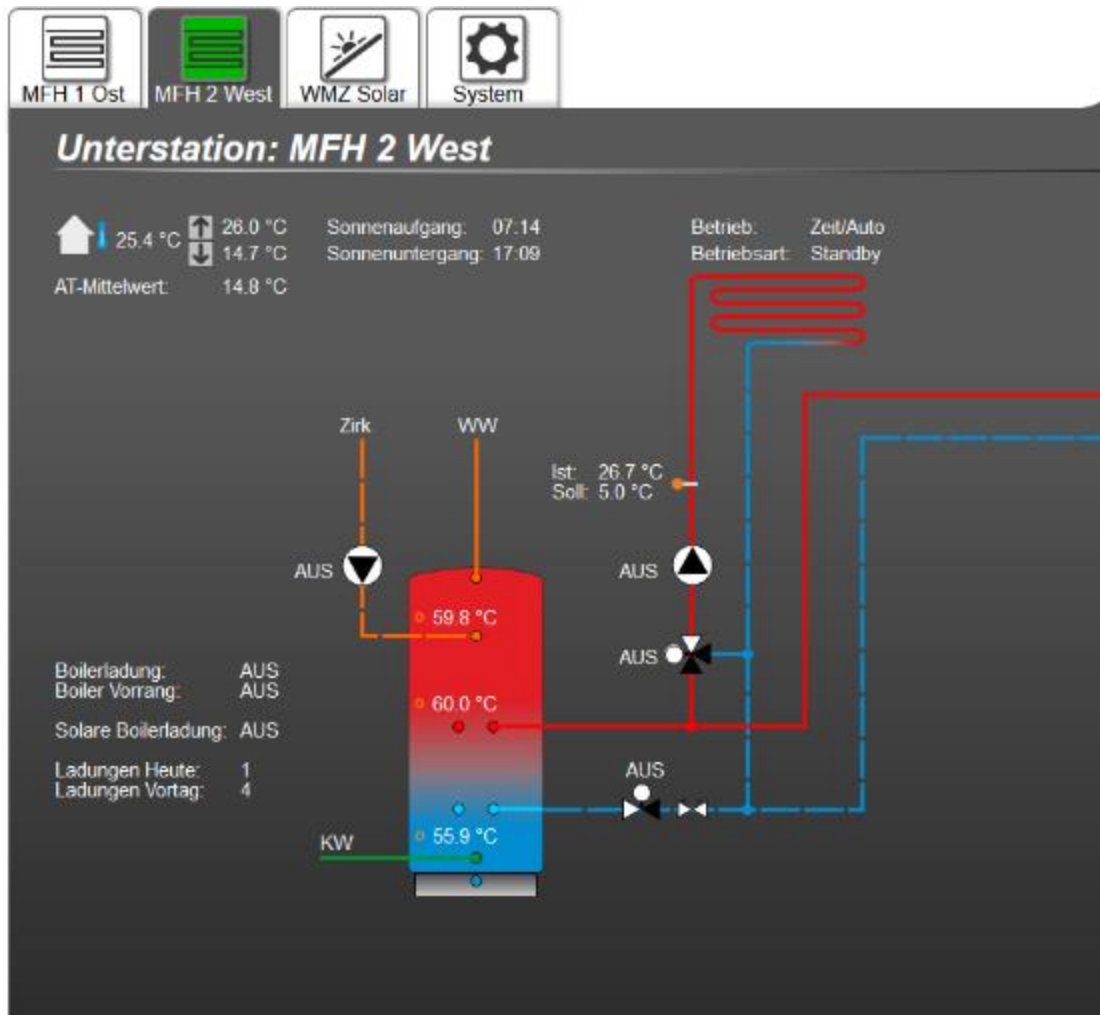 MFH 1 Ost MFH 2 West WMZ Solar System
Unterstation: MFH 2 West
25.4 °C 26.0 °C Sonnenaufgang: 07:14 Betrieb: Zeit/Auto
14.7 °C Sonnenuntergang: 17:09 Betriebsart: Standby
AT-Mittelwert: 14.8 °C
Zirk WW
Ist: 26.7 °C
Soll: 5.0 °C
AUS AUS
59.8 °C
AUS
Boilerladung: AUS
Boiler Vorrang: AUS
60.0 °C
Solare Boilerladung: AUS
Ladungen Heute: 1 AUS
Ladungen Vortag: 4
55.9 °C
KW